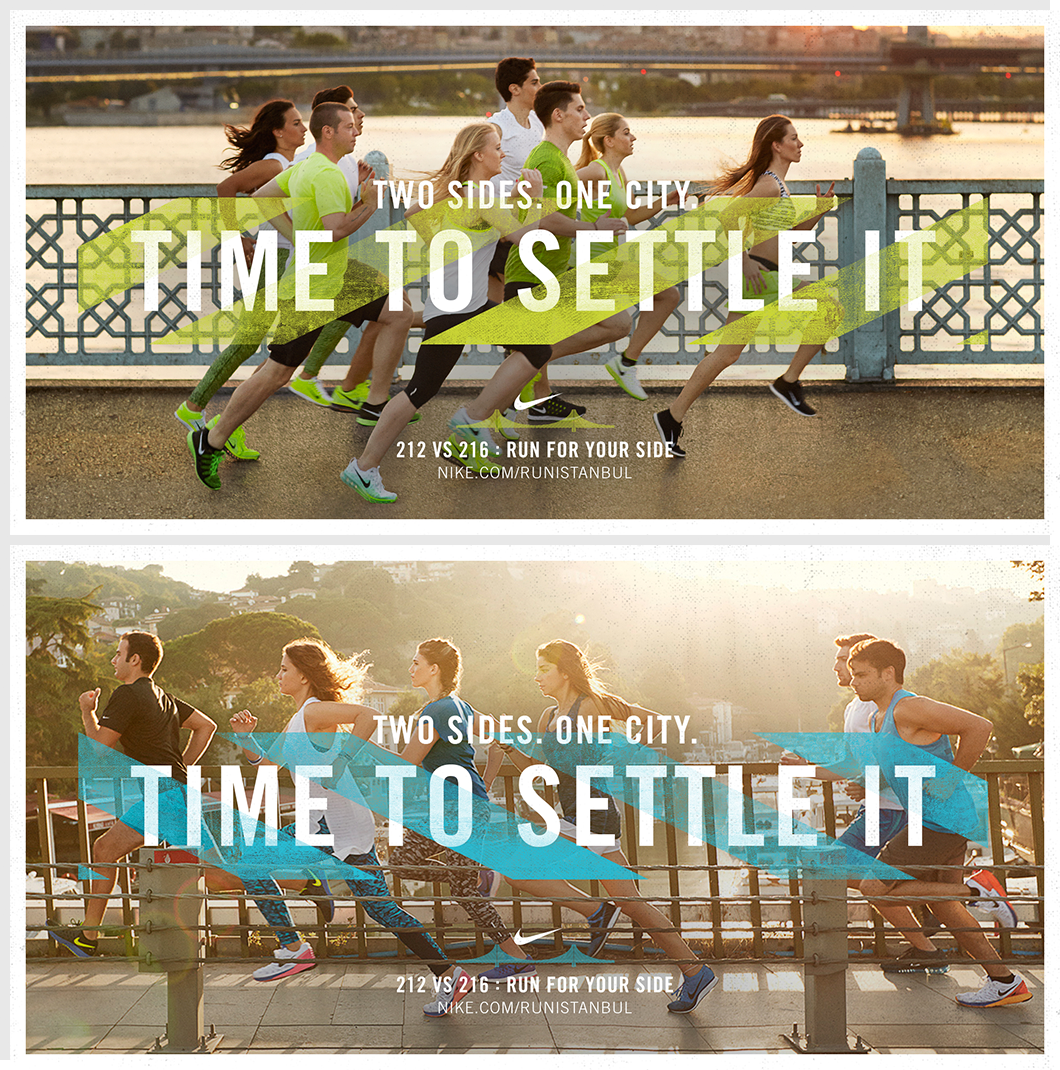 TWO SIDES. ONE CITY.
TIME TO SETTLE IT
212 VS 216 : RUN FOR YOUR SIDE
NIKE.COM/RUNISTANBUL
TWO SIDES. ONE CITY.
TIME TO SETTLE IT
212 VS 216 : RUN FOR YOUR SIDE
NIKE.COM/RUNISTANBUL